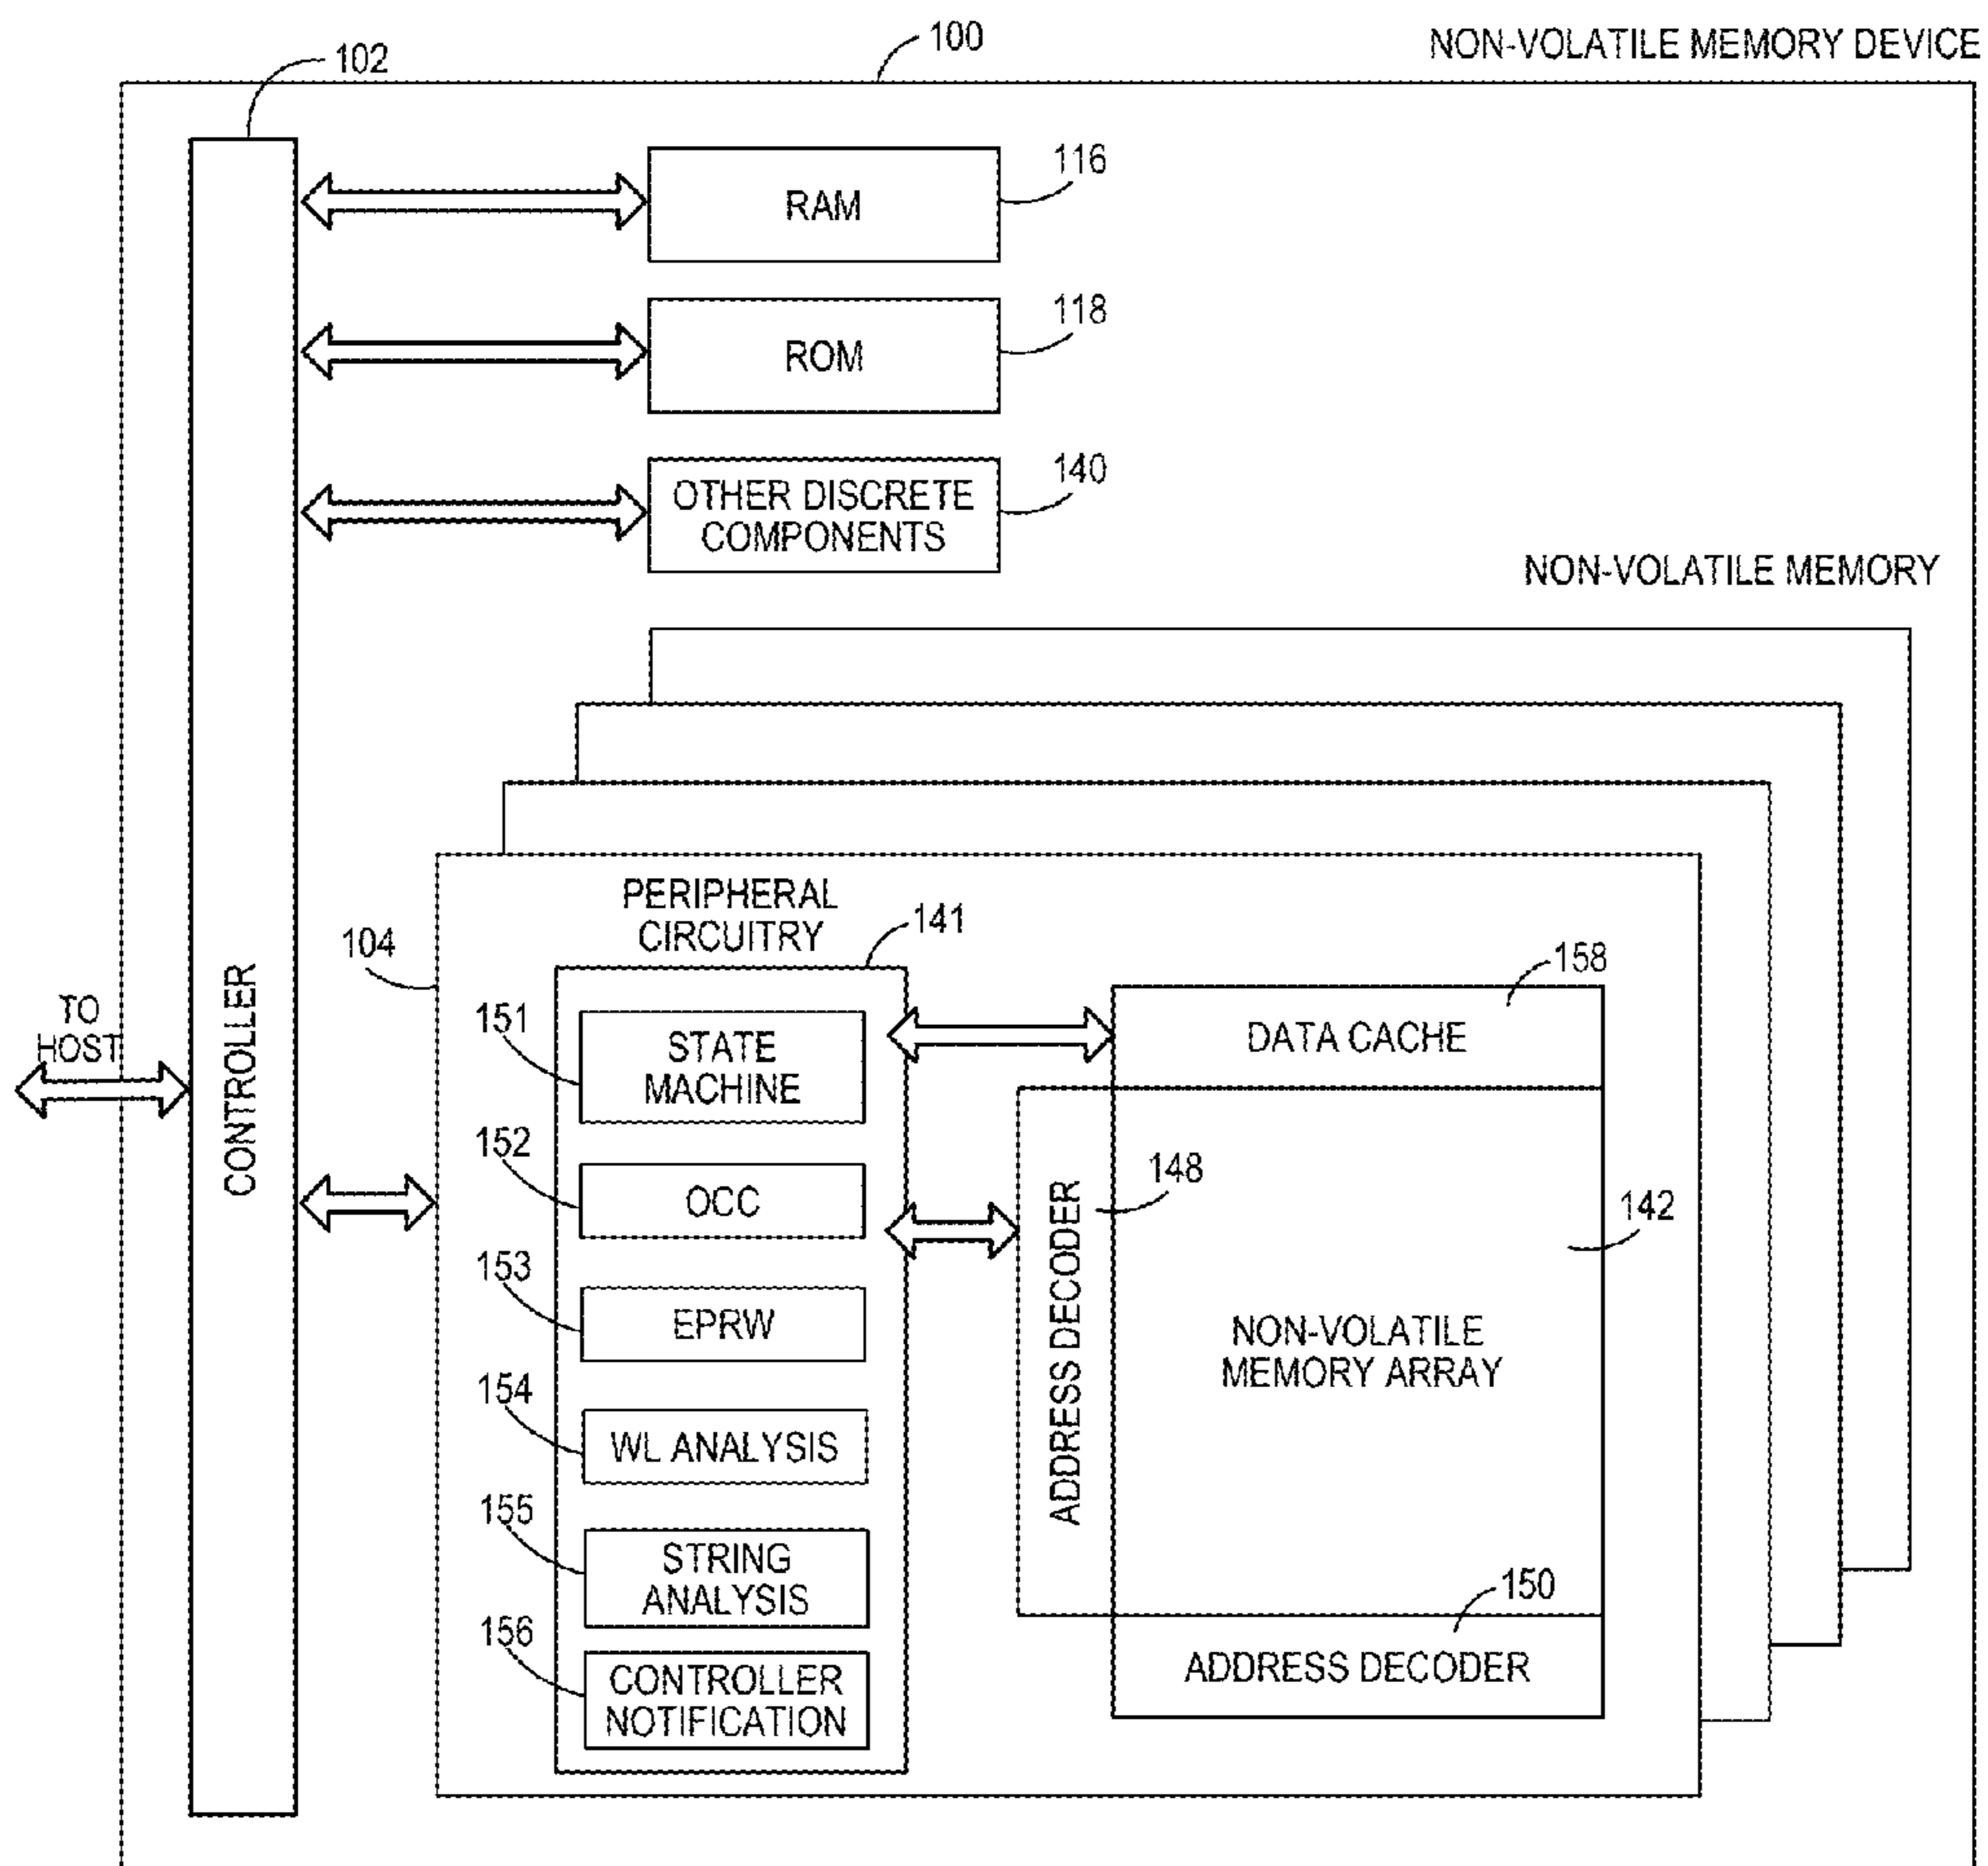 100
NON-VOLATILE MEMORY DEVICE
102
RAM
116
ROM
118
OTHER DISCRETE
COMPONENTS
140
NON-VOLATILE MEMORY
CONTROLLER
TO
HOST
104
PERIPHERAL
CIRCUITRY
141
151
STATE
MACHINE
152
OCC
153
EPRW
154
WL ANALYSIS
155
STRING
ANALYSIS
156
CONTROLLER
NOTIFICATION
158
DATA CACHE
ADDRESS DECODER
148
142
NON-VOLATILE
MEMORY ARRAY
150
ADDRESS DECODER